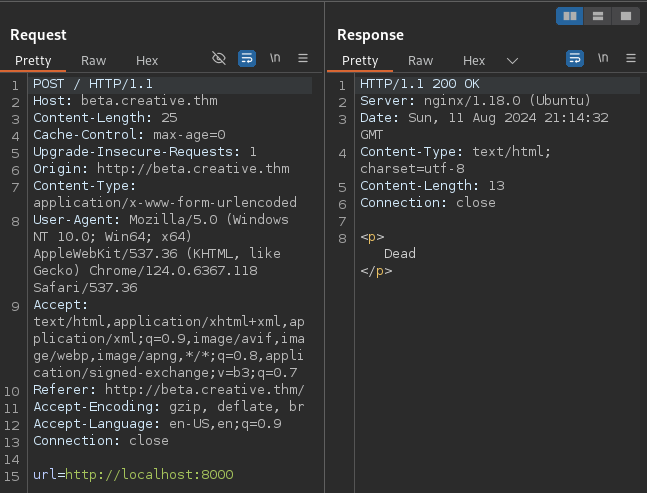 Request
Pretty Raw Hex \n
1 POST / HTTP/1.1
2 Host: beta.creative.thm
3 Content-Length: 25
4 Cache-Control: max-age=0
5 Upgrade-Insecure-Requests: 1
6 Origin: http://beta.creative.thm
7 Content-Type:
application/x-www-form-urlencoded
8 User-Agent: Mozilla/5.0 (Windows
NT 10.0; Win64; x64)
AppleWebKit/537.36 (KHTML, like
Gecko) Chrome/124.0.6367.118
Safari/537.36
9 Accept:
text/html,application/xhtml+xml,ap
plication/xml;q=0.9,image/avif,ima
ge/webp,image/apng,*/*;q=0.8,appli
cation/signed-exchange;v=b3;q=0.7
10 Referer: http://beta.creative.thm/
11 Accept-Encoding: gzip, deflate, br
12 Accept-Language: en-US,en;q=0.9
13 Connection: close
14
15 url=http://localhost:8000
Response
Pretty Raw Hex \n
1 HTTP/1.1 200 OK
2 Server: nginx/1.18.0 (Ubuntu)
3 Date: Sun, 11 Aug 2024 21:14:32
GMT
4 Content-Type: text/html;
charset=utf-8
5 Content-Length: 13
6 Connection: close
7
8 <p>
Dead
</p>